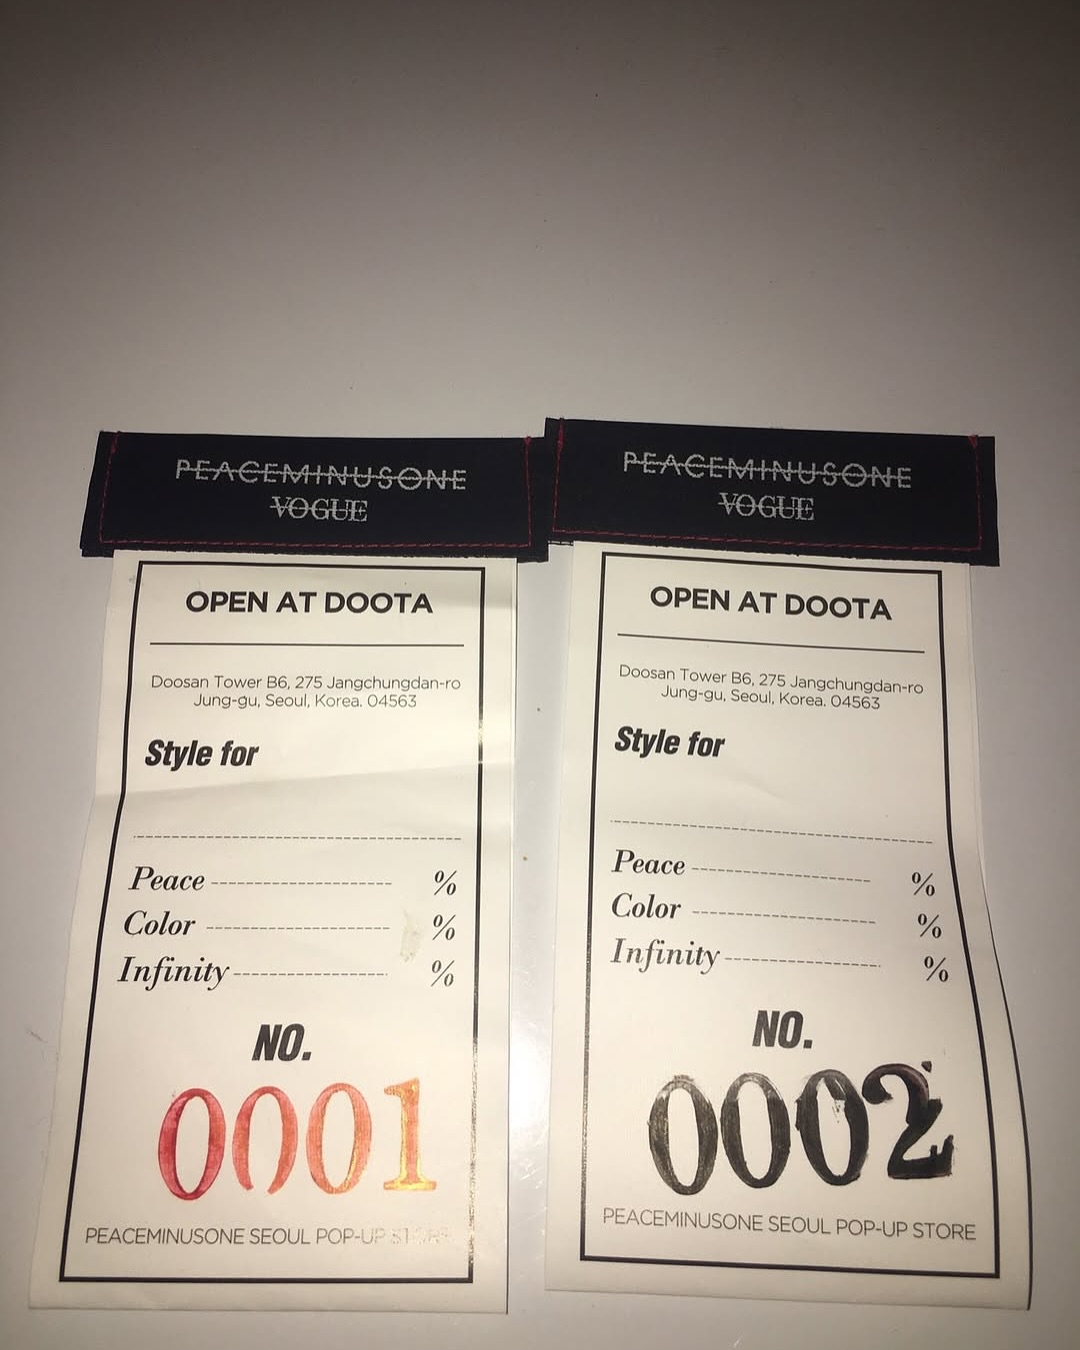 PEACEMINUSONE
VOGUE
OPEN AT DOOTA
Doosan Tower B6, 275 Jangchungdan-ro
Jung-gu, Seoul, Korea. 04563
Style for
Peace %
Color %
Infinity %
NO.
0001
PEACEMINUSONE SEOUL POP-UP STORE
PEACEMINUSONE
VOGUE
OPEN AT DOOTA
Doosan Tower B6, 275 Jangchungdan-ro
Jung-gu, Seoul, Korea. 04563
Style for
Peace %
Color %
Infinity %
NO.
0002
PEACEMINUSONE SEOUL POP-UP STORE